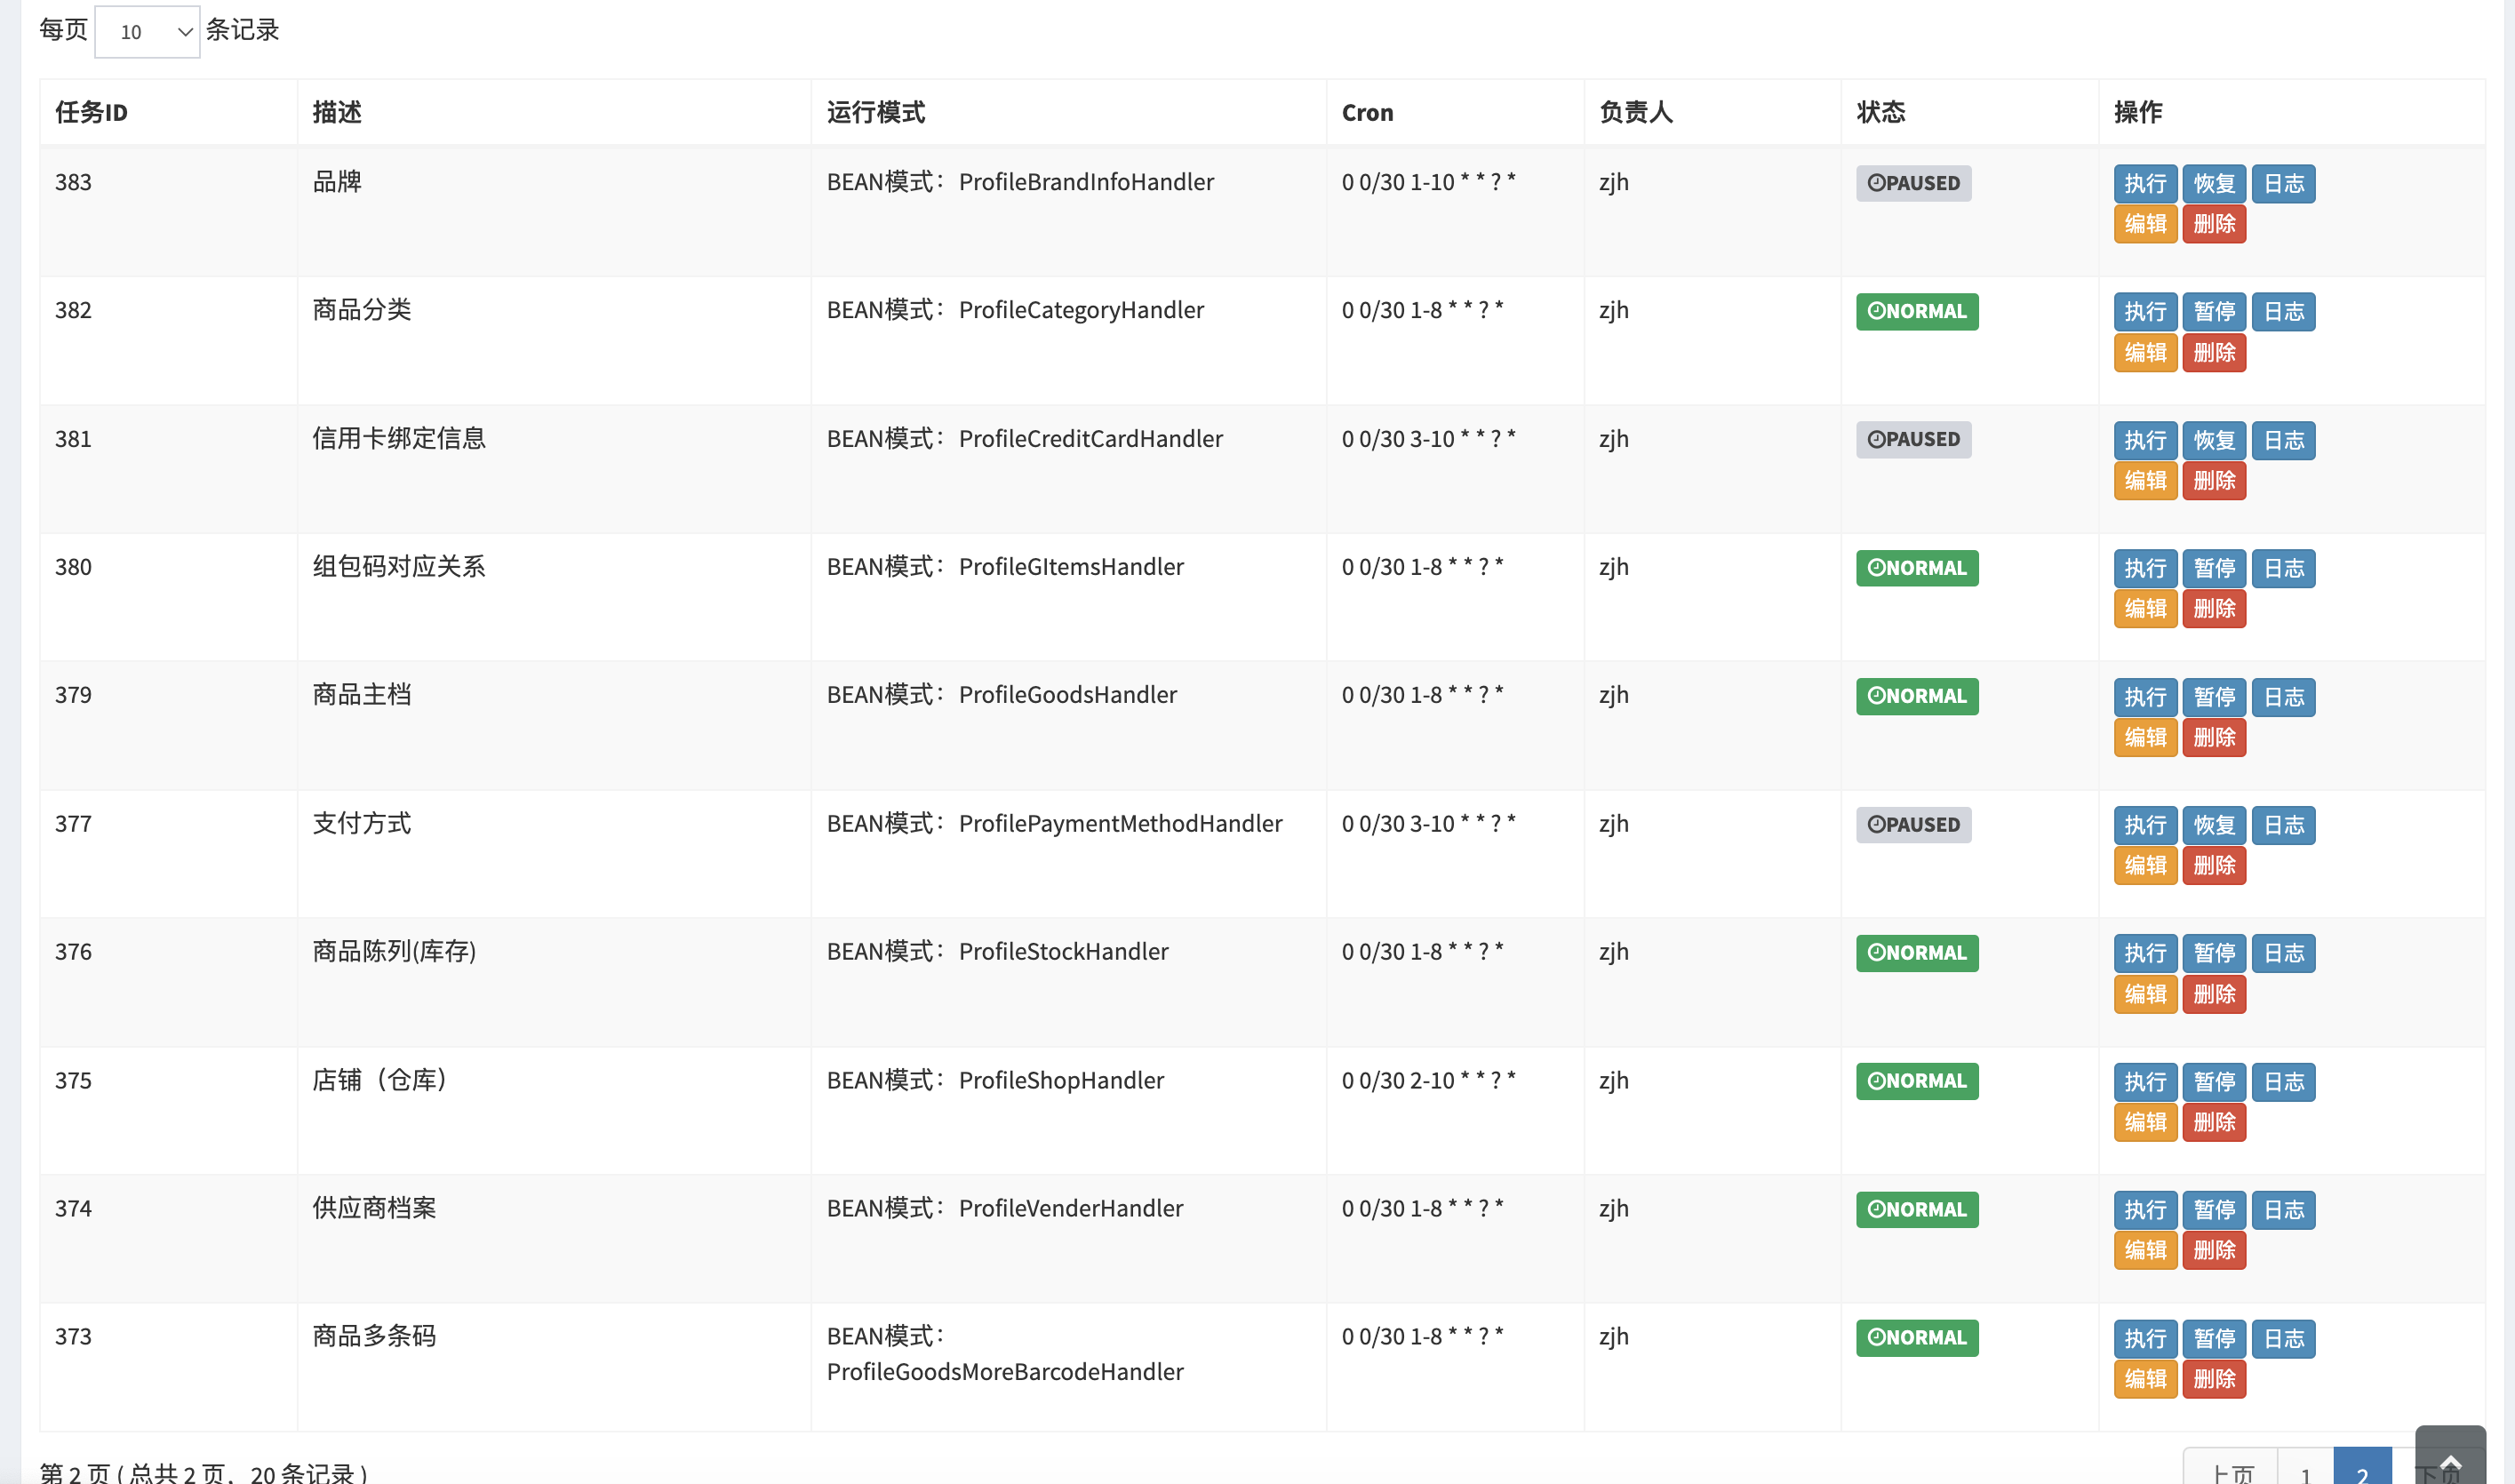 每页 10 条记录
任务ID 描述 运行模式 Cron 负责人 状态 操作
383 品牌 BEAN模式：ProfileBrandInfoHandler 0 0/30 1-10 * * ? * zjh PAUSED 执行 恢复 日志
编辑 删除
382 商品分类 BEAN模式：ProfileCategoryHandler 0 0/30 1-8 * * ? * zjh NORMAL 执行 暂停 日志
编辑 删除
381 信用卡绑定信息 BEAN模式：ProfileCreditCardHandler 0 0/30 3-10 * * ? * zjh PAUSED 执行 恢复 日志
编辑 删除
380 组包码对应关系 BEAN模式：ProfileGItemsHandler 0 0/30 1-8 * * ? * zjh NORMAL 执行 暂停 日志
编辑 删除
379 商品主档 BEAN模式：ProfileGoodsHandler 0 0/30 1-8 * * ? * zjh NORMAL 执行 暂停 日志
编辑 删除
377 支付方式 BEAN模式：ProfilePaymentMethodHandler 0 0/30 3-10 * * ? * zjh PAUSED 执行 恢复 日志
编辑 删除
376 商品陈列(库存) BEAN模式：ProfileStockHandler 0 0/30 1-8 * * ? * zjh NORMAL 执行 暂停 日志
编辑 删除
375 店铺（仓库） BEAN模式：ProfileShopHandler 0 0/30 2-10 * * ? * zjh NORMAL 执行 暂停 日志
编辑 删除
374 供应商档案 BEAN模式：ProfileVenderHandler 0 0/30 1-8 * * ? * zjh NORMAL 执行 暂停 日志
编辑 删除
373 商品多条码 BEAN模式： 0 0/30 1-8 * * ? * zjh NORMAL 执行 暂停 日志
ProfileGoodsMoreBarcodeHandler 编辑 删除
第 2 页 ( 总共 2 页，20 条记录 ) 上页 1 2 下页